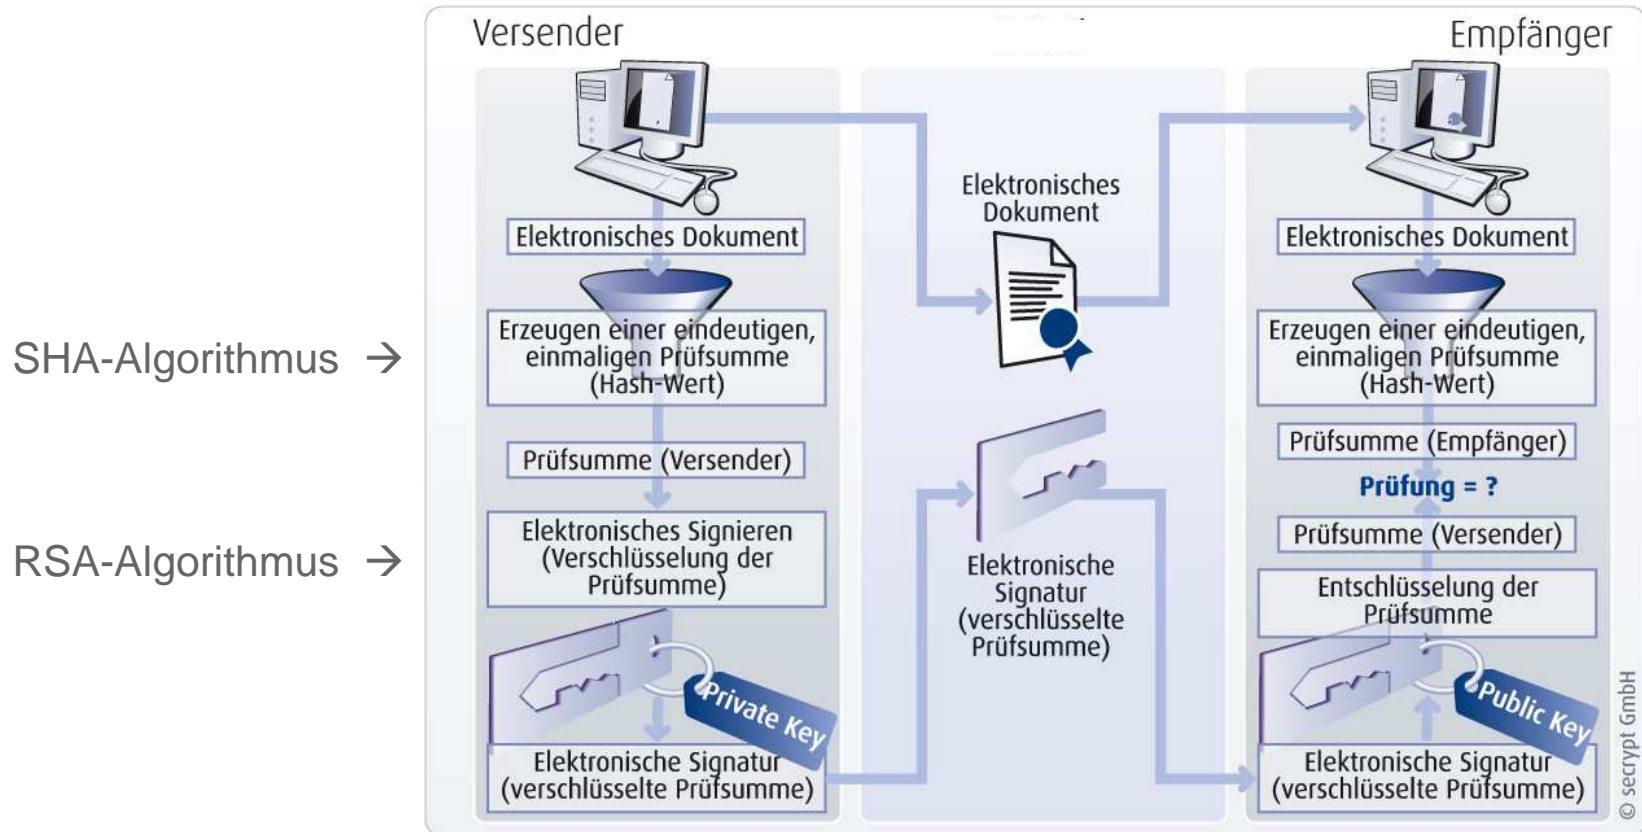 Versender
Empfänger
Elektronisches Dokument
Erzeugen einer eindeutigen,
einmaligen Prüfsumme
(Hash-Wert)
SHA-Algorithmus →
Prüfsumme (Versender)
Elektronisches Signieren
(Verschlüsselung der
Prüfsumme)
RSA-Algorithmus →
Private Key
Elektronische Signatur
(verschlüsselte Prüfsumme)
Elektronisches
Dokument
Elektronische
Signatur
(verschlüsselte
Prüfsumme)
Elektronisches Dokument
Erzeugen einer eindeutigen,
einmaligen Prüfsumme
(Hash-Wert)
Prüfsumme (Empfänger)
Prüfung = ?
Prüfsumme (Versender)
Entschlüsselung der
Prüfsumme
Public Key
Elektronische Signatur
(verschlüsselte Prüfsumme)
© secrypt GmbH